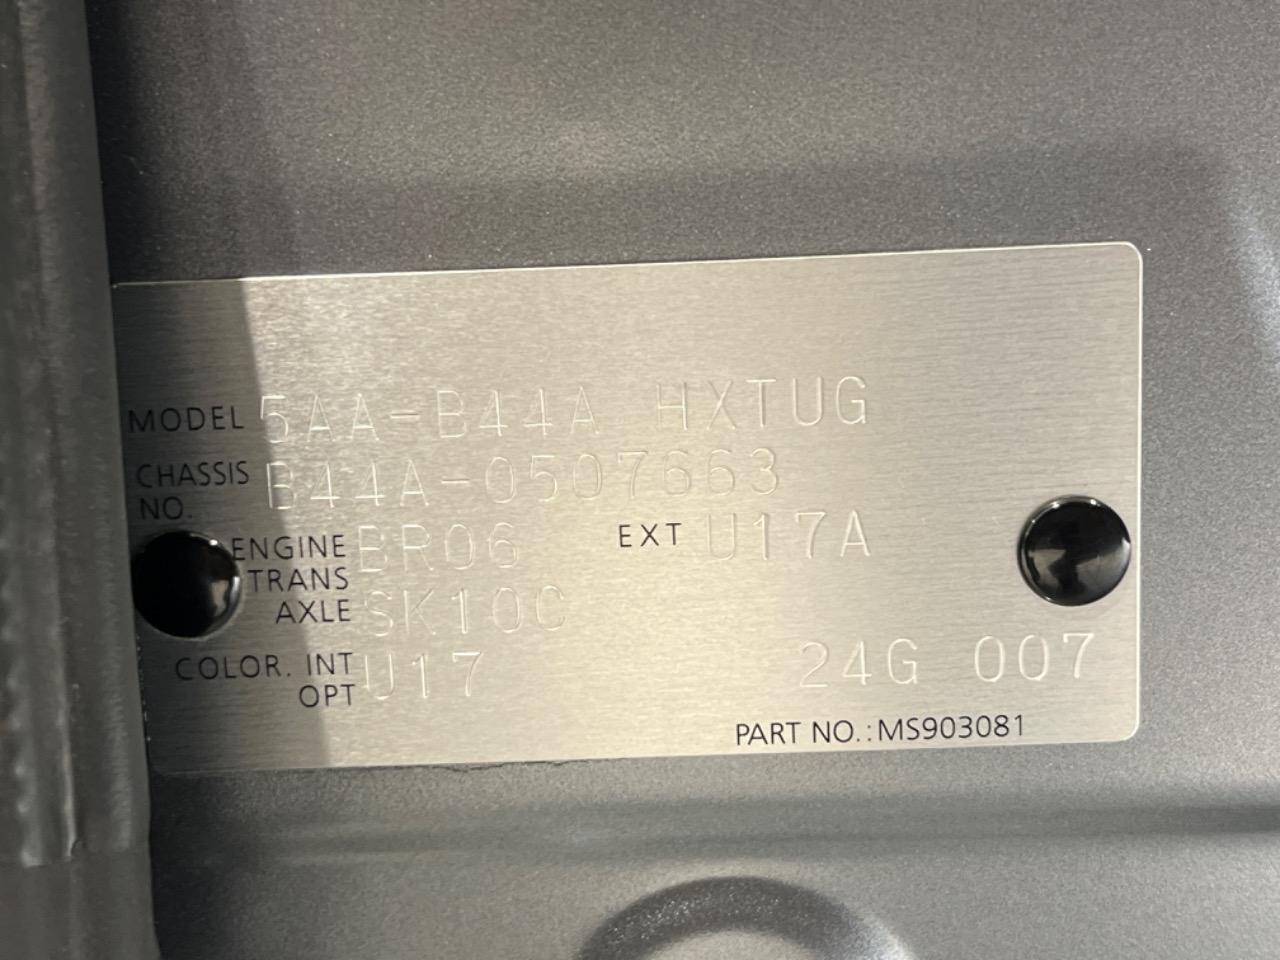 MODEL 5AA-B44A HXTUG
CHASSIS NO. B44A-0507663
ENGINE BR06 EXT U17A
TRANS AXLE SK10C
COLOR. INT OPT U17 24G 007
PART NO.:MS903081